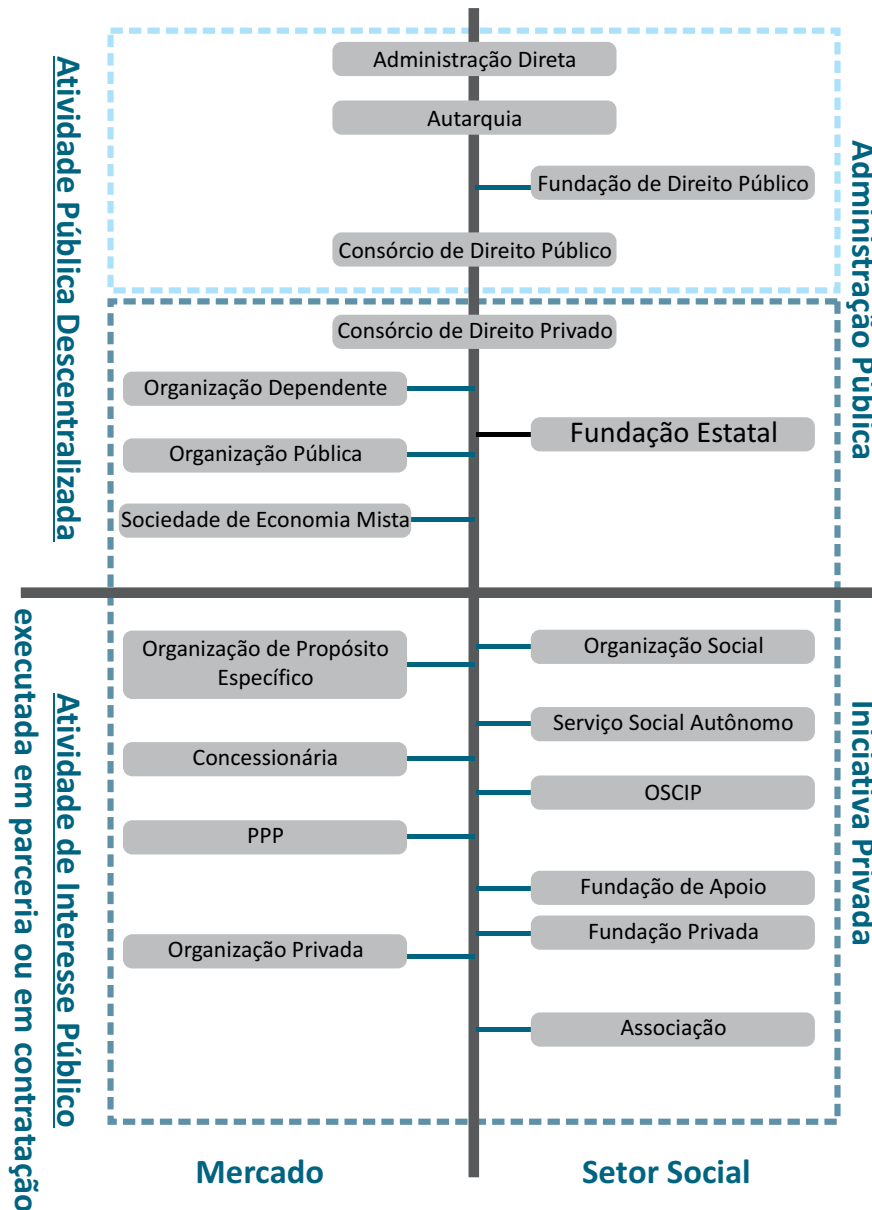 Administração Direta
Autarquia
Fundação de Direito Público
Consórcio de Direito Público
Consórcio de Direito Privado
Organização Dependente
Fundação Estatal
Organização Pública
Sociedade de Economia Mista
Organização de Propósito
Específico
Organização Social
Serviço Social Autônomo
Concessionária
OSCIP
PPP
Fundação de Apoio
Fundação Privada
Organização Privada
Associação
Mercado
Setor Social
Atividade Pública Descentralizada
Administração Pública
Atividade de Interesse Público
executada em parceria ou em contratação
Iniciativa Privada